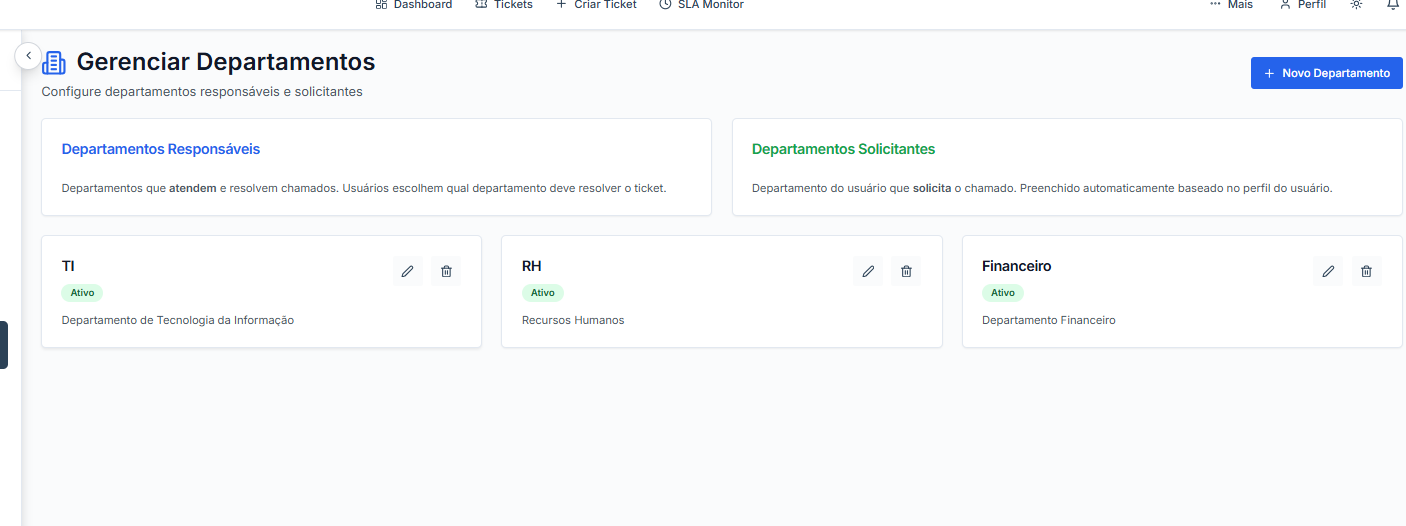 Dashboard
Tickets
Criar Ticket
SLA Monitor
Mais
Perfil
Gerenciar Departamentos
Configure departamentos responsáveis e solicitantes
Novo Departamento
Departamentos Responsáveis
Departamentos que atendem e resolvem chamados. Usuários escolhem qual departamento deve resolver o ticket.
Departamentos Solicitantes
Departamento do usuário que solicita o chamado. Preenchido automaticamente baseado no perfil do usuário.
TI
Ativo
Departamento de Tecnologia da Informação
RH
Ativo
Recursos Humanos
Financeiro
Ativo
Departamento Financeiro